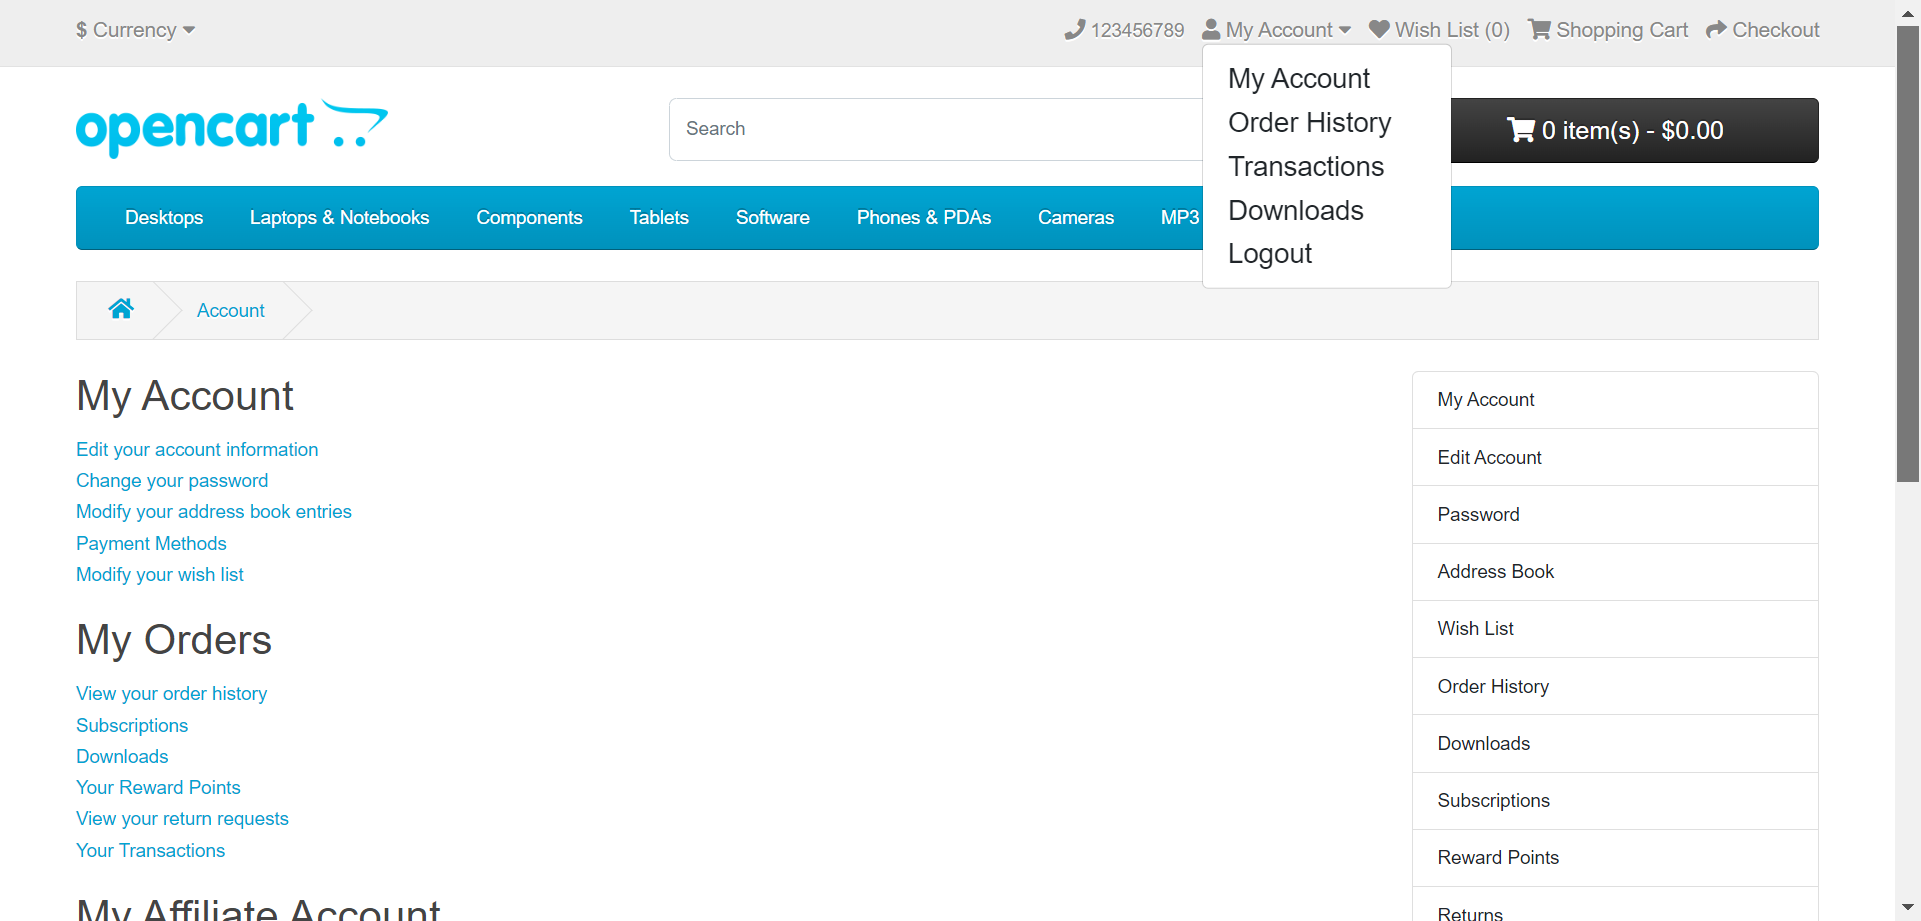 $ Currency
123456789
My Account
Wish List (0)
Shopping Cart
Checkout
My Account
Order History
Transactions
Downloads
Logout
opencart
Search
0 item(s) - $0.00
Desktops
Laptops & Notebooks
Components
Tablets
Software
Phones & PDAs
Cameras
MP3
Account
My Account
Edit your account information
Change your password
Modify your address book entries
Payment Methods
Modify your wish list
My Orders
View your order history
Subscriptions
Downloads
Your Reward Points
View your return requests
Your Transactions
My Affiliate Account
My Account
Edit Account
Password
Address Book
Wish List
Order History
Downloads
Subscriptions
Reward Points
Returns